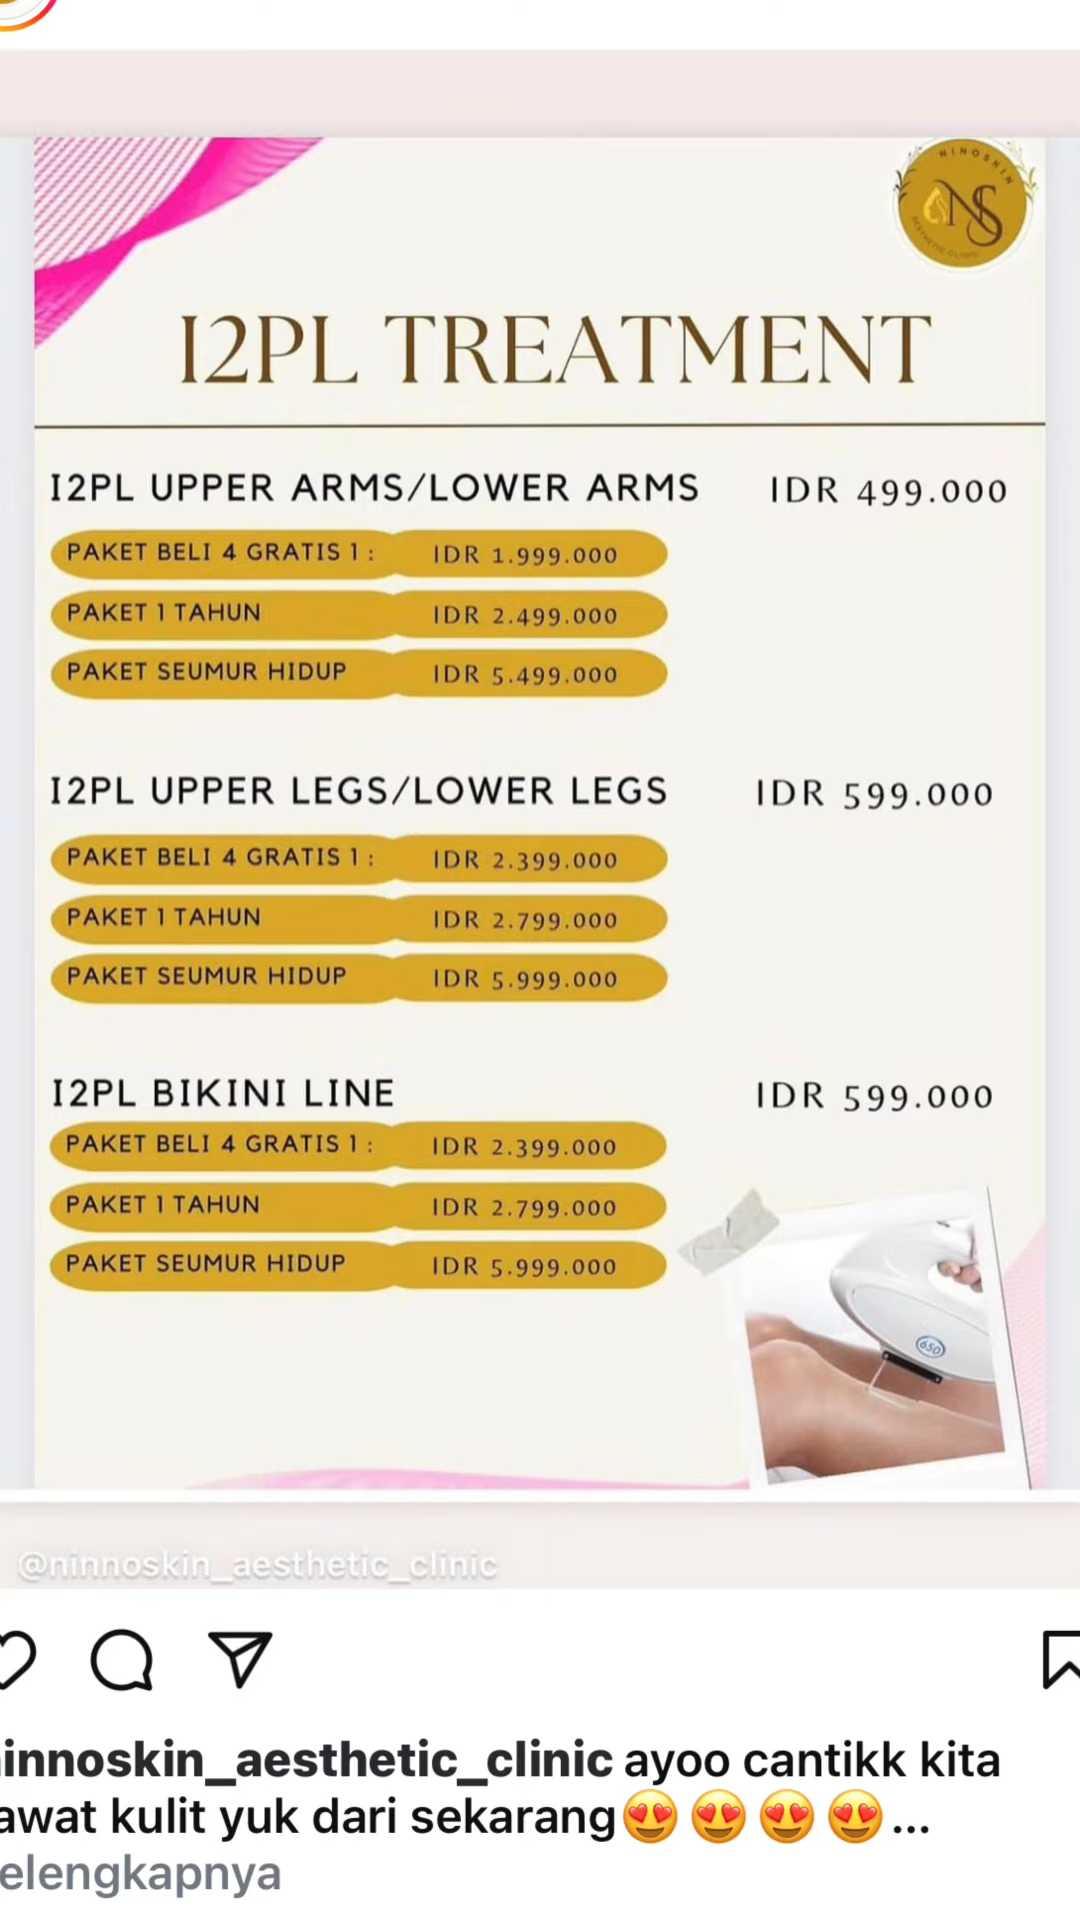 NINOSKIN
NS
AESTHETIC CLINIC
I2PL TREATMENT
I2PL UPPER ARMS/LOWER ARMS IDR 499.000
PAKET BELI 4 GRATIS 1 : IDR 1.999.000
PAKET 1 TAHUN IDR 2.499.000
PAKET SEUMUR HIDUP IDR 5.499.000
I2PL UPPER LEGS/LOWER LEGS IDR 599.000
PAKET BELI 4 GRATIS 1 : IDR 2.399.000
PAKET 1 TAHUN IDR 2.799.000
PAKET SEUMUR HIDUP IDR 5.999.000
I2PL BIKINI LINE IDR 599.000
PAKET BELI 4 GRATIS 1 : IDR 2.399.000
PAKET 1 TAHUN IDR 2.799.000
PAKET SEUMUR HIDUP IDR 5.999.000
650
@ninnoskin_aesthetic_clinic
innoskin_aesthetic_clinic ayoo cantikk kita
awat kulit yuk dari sekarang😍😍😍😍...
elengkapnya